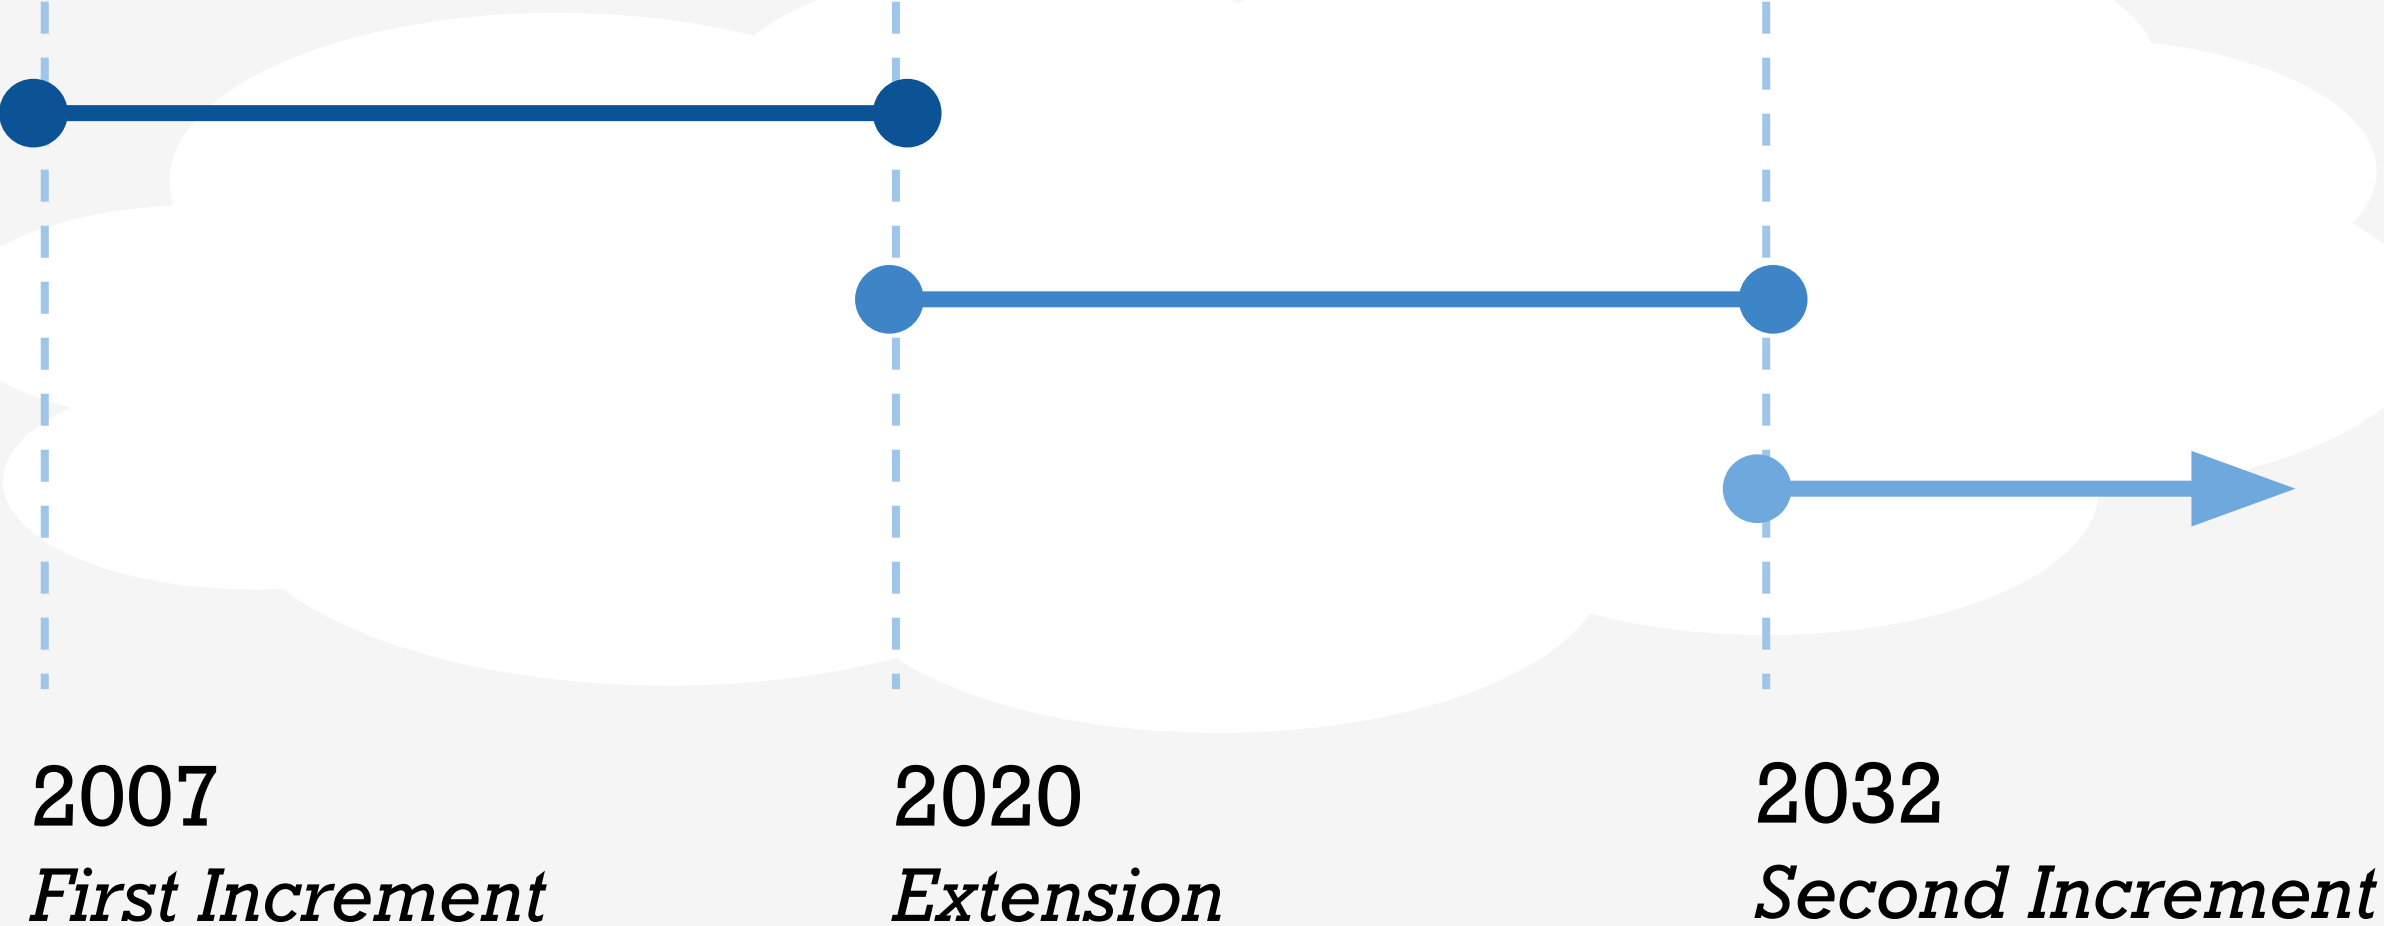 2007
First Increment
2020
Extension
2032
Second Increment